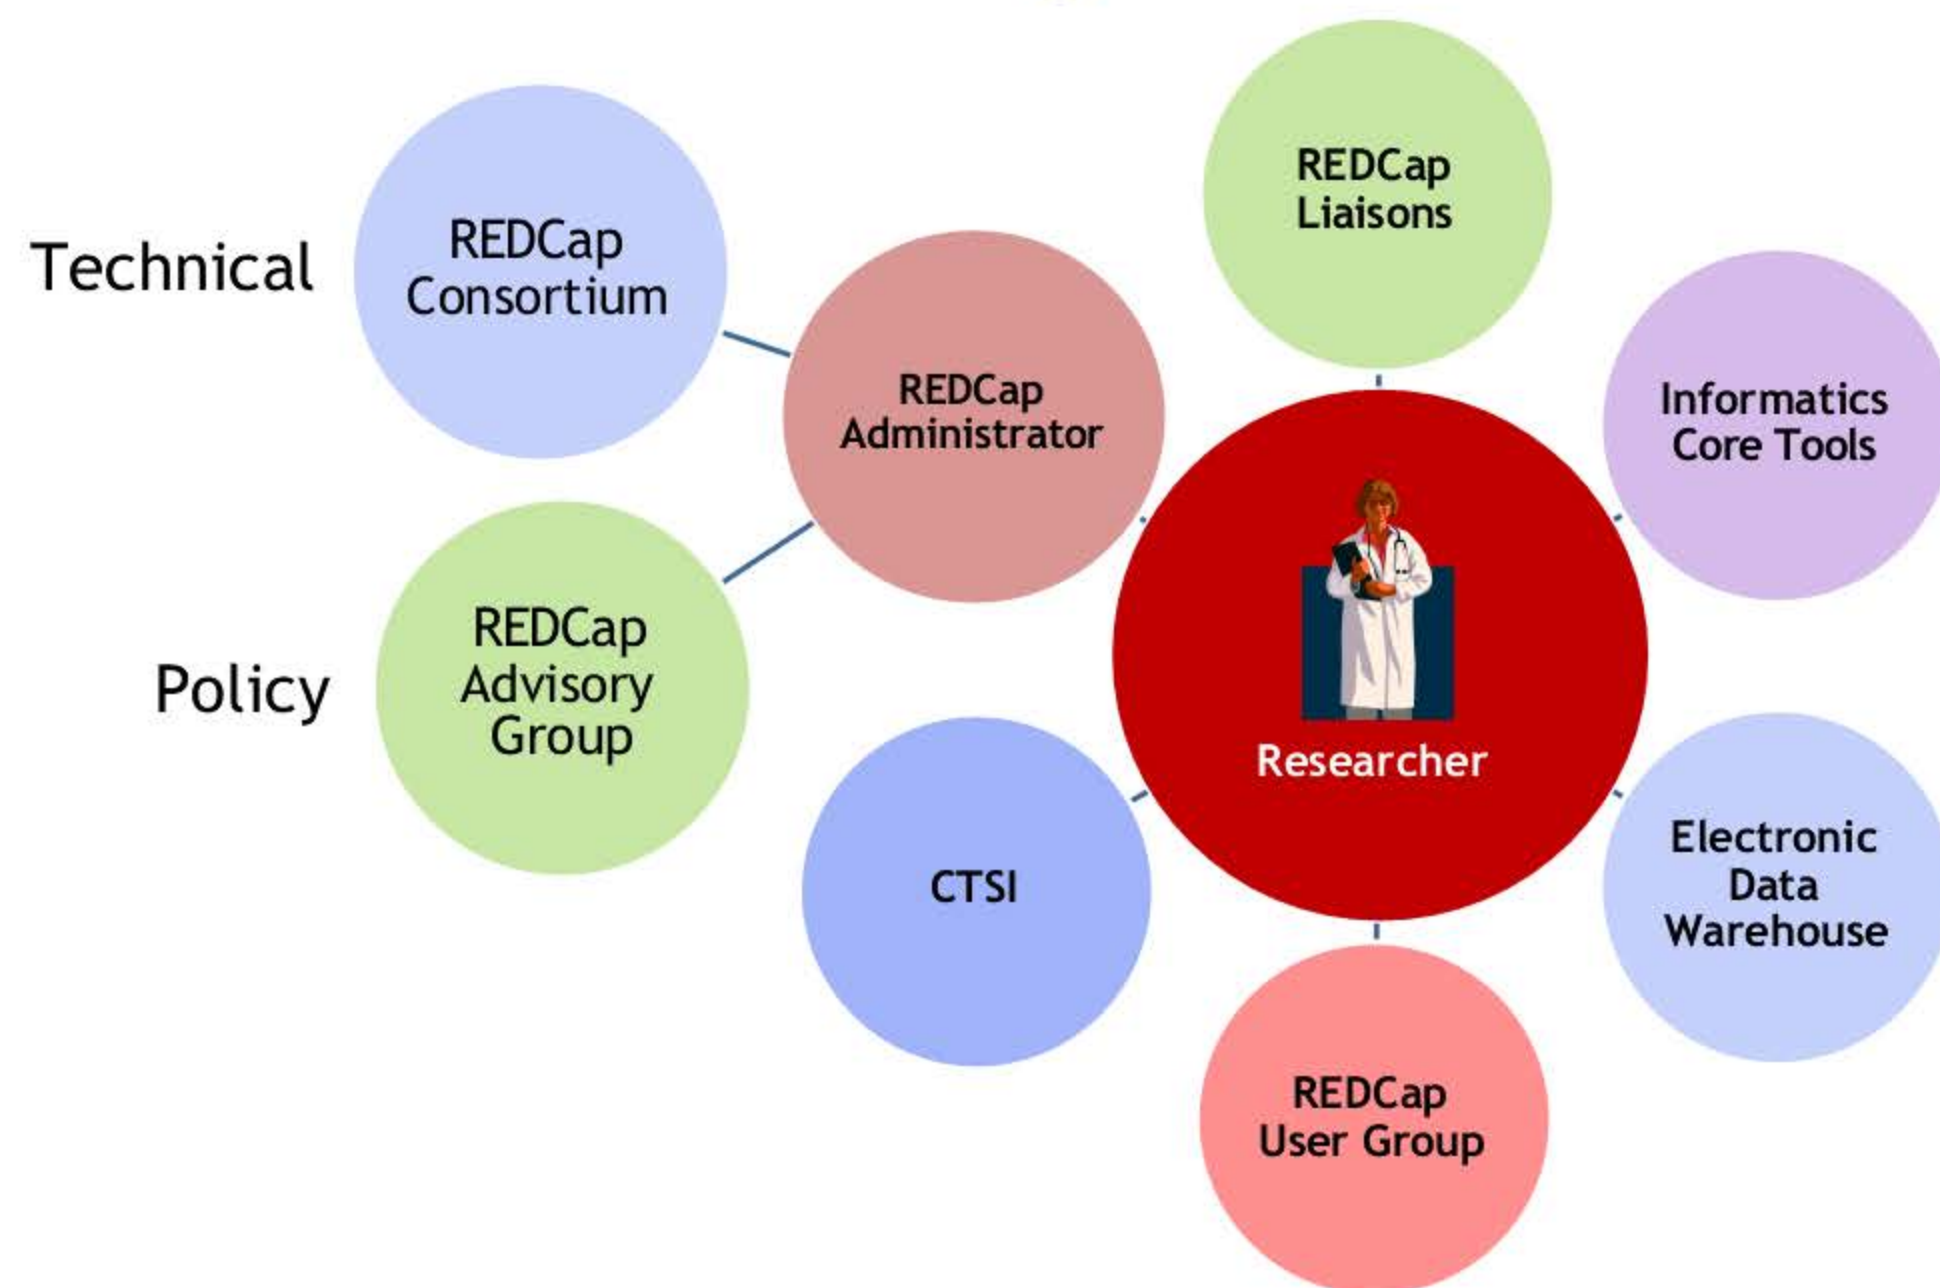 Technical
REDCap
Consortium
REDCap
Administrator
REDCap
Liaisons
Informatics
Core Tools
Policy
REDCap
Advisory
Group
Researcher
CTSI
Electronic
Data
Warehouse
REDCap
User Group